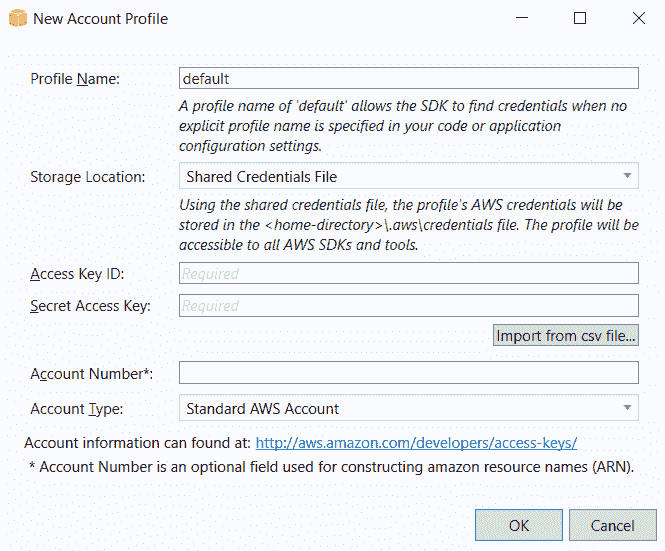 New Account Profile
Profile Name:
default
A profile name of 'default' allows the SDK to find credentials when no
explicit profile name is specified in your code or application
configuration settings.
Storage Location:
Shared Credentials File
Using the shared credentials file, the profile's AWS credentials will be
stored in the <home-directory>\.aws\credentials file. The profile will be
accessible to all AWS SDKs and tools.
Access Key ID:
Required
Secret Access Key:
Required
Import from csv file...
Account Number*:
Account Type:
Standard AWS Account
Account information can found at: http://aws.amazon.com/developers/access-keys/
* Account Number is an optional field used for constructing amazon resource names (ARN).
OK
Cancel